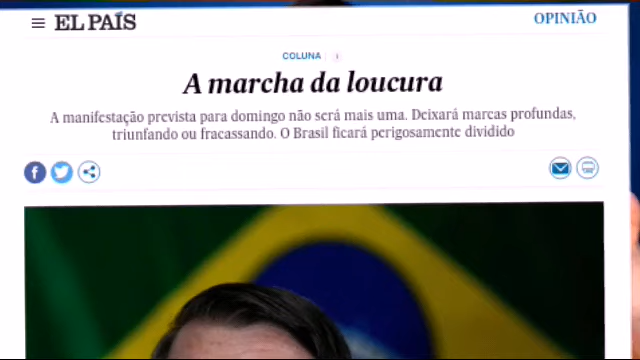 EL PAÍS
OPINIÃO
COLUNA i
A marcha da loucura
A manifestação prevista para domingo não será mais uma. Deixará marcas profundas,
triunfando ou fracassando. O Brasil ficará perigosamente dividido